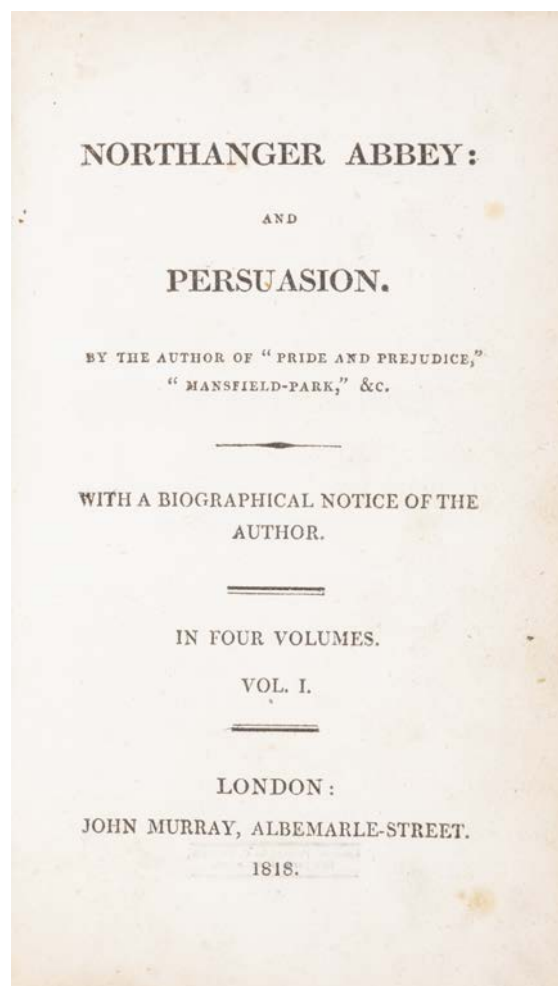 NORTHANGER ABBEY:
AND
PERSUASION.
BY THE AUTHOR OF “ PRIDE AND PREJUDICE,”
“ MANSFIELD-PARK,” &C.
WITH A BIOGRAPHICAL NOTICE OF THE
AUTHOR.
IN FOUR VOLUMES.
VOL. I.
LONDON:
JOHN MURRAY, ALBEMARLE-STREET.
1818.